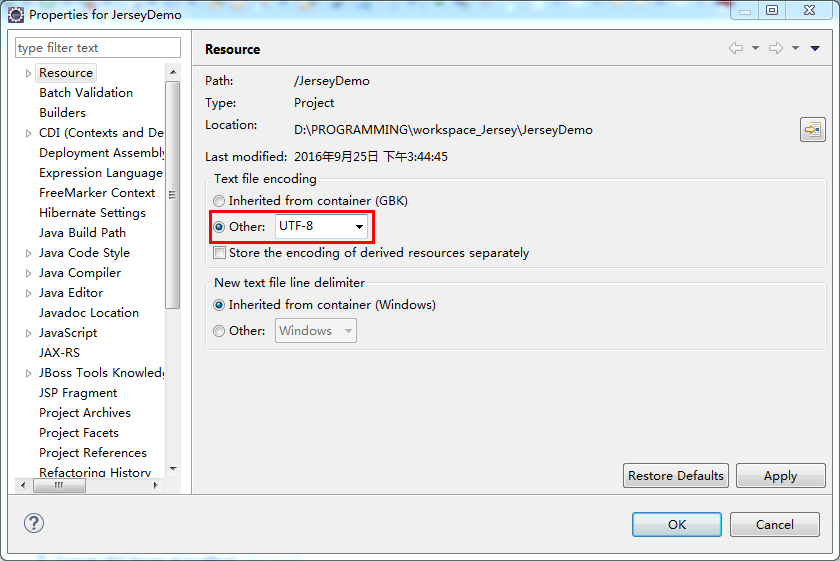 Properties for JerseyDemo
type filter text
Resource
Batch Validation
Builders
CDI (Contexts and De
Deployment Assembly
Expression Language
FreeMarker Context
Hibernate Settings
Java Build Path
Java Code Style
Java Compiler
Java Editor
Javadoc Location
JavaScript
JAX-RS
JBoss Tools Knowledg
JSP Fragment
Project Archives
Project Facets
Project References
Refactoring History
Resource
Path: /JerseyDemo
Type: Project
Location: D:\PROGRAMMING\workspace_Jersey\JerseyDemo
Last modified: 2016年9月25日 下午3:44:45
Text file encoding
Inherited from container (GBK)
Other: UTF-8
Store the encoding of derived resources separately
New text file line delimiter
Inherited from container (Windows)
Other: Windows
Restore Defaults Apply
OK Cancel